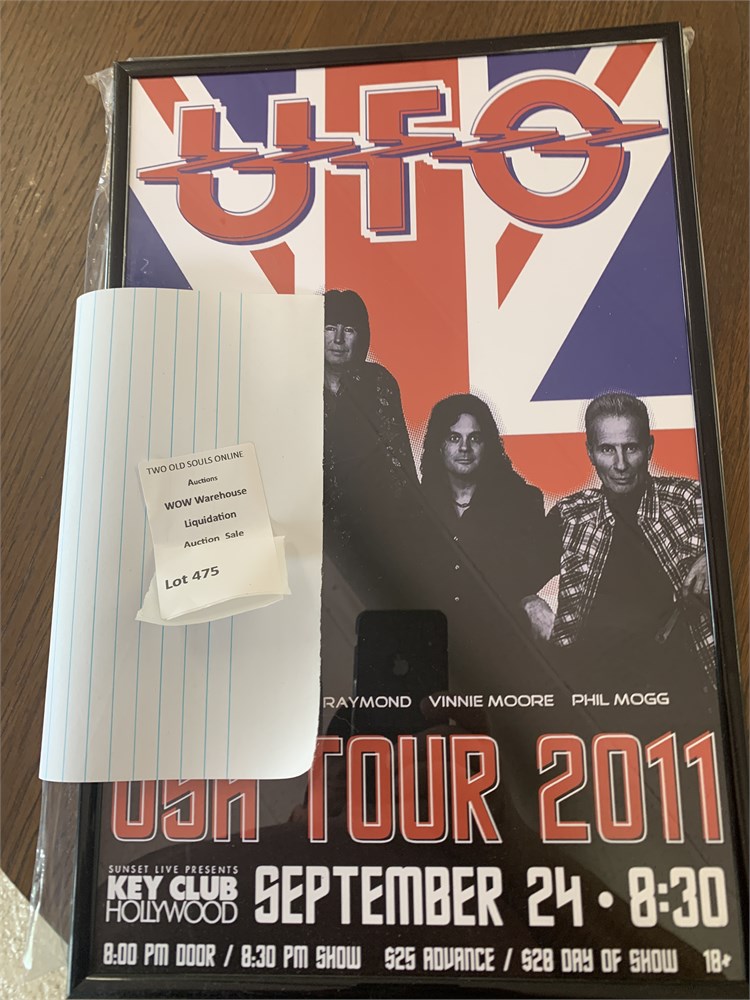 UFO
TWO OLD SOULS ONLINE
Auctions
WOW Warehouse
Liquidation
Auction Sale
Lot 475
RAYMOND VINNIE MOORE PHIL MOGG
USA TOUR 2011
SUNSET LIVE PRESENTS
KEY CLUB
HOLLYWOOD
SEPTEMBER 24 • 8:30
8:00 PM DOOR / 8:30 PM SHOW $25 ADVANCE / $28 DAY OF SHOW 18+